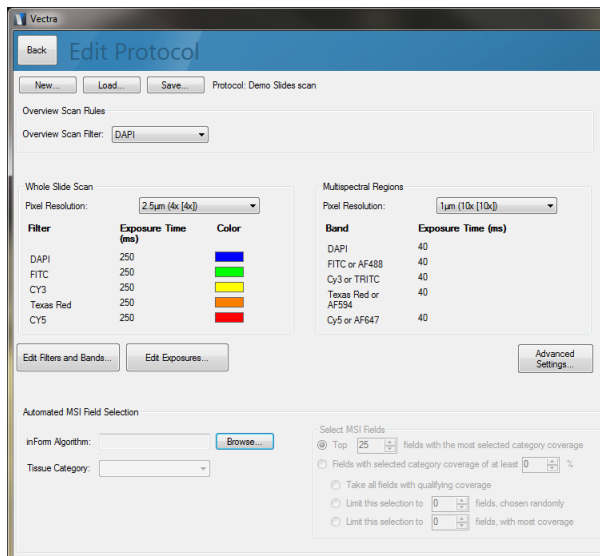 Vectra
Back
Edit Protocol
New...
Load...
Save...
Protocol: Demo Slides scan
Overview Scan Rules
Overview Scan Filter:
DAPI
Whole Slide Scan
Pixel Resolution:
2.5µm (4x [4x])
Filter
Exposure Time (ms)
Color
DAPI
250
FITC
250
CY3
250
Texas Red
250
CY5
250
Multispectral Regions
Pixel Resolution:
1µm (10x [10x])
Band
Exposure Time (ms)
DAPI
40
FITC or AF488
40
Cy3 or TRITC
40
Texas Red or AF594
40
Cy5 or AF647
40
Edit Filters and Bands...
Edit Exposures...
Advanced Settings...
Automated MSI Field Selection
inForm Algorithm:
Browse...
Tissue Category:
Select MSI Fields
Top 25 fields with the most selected category coverage
Fields with selected category coverage of at least 0 %
Take all fields with qualifying coverage
Limit this selection to 0 fields, chosen randomly
Limit this selection to 0 fields, with most coverage